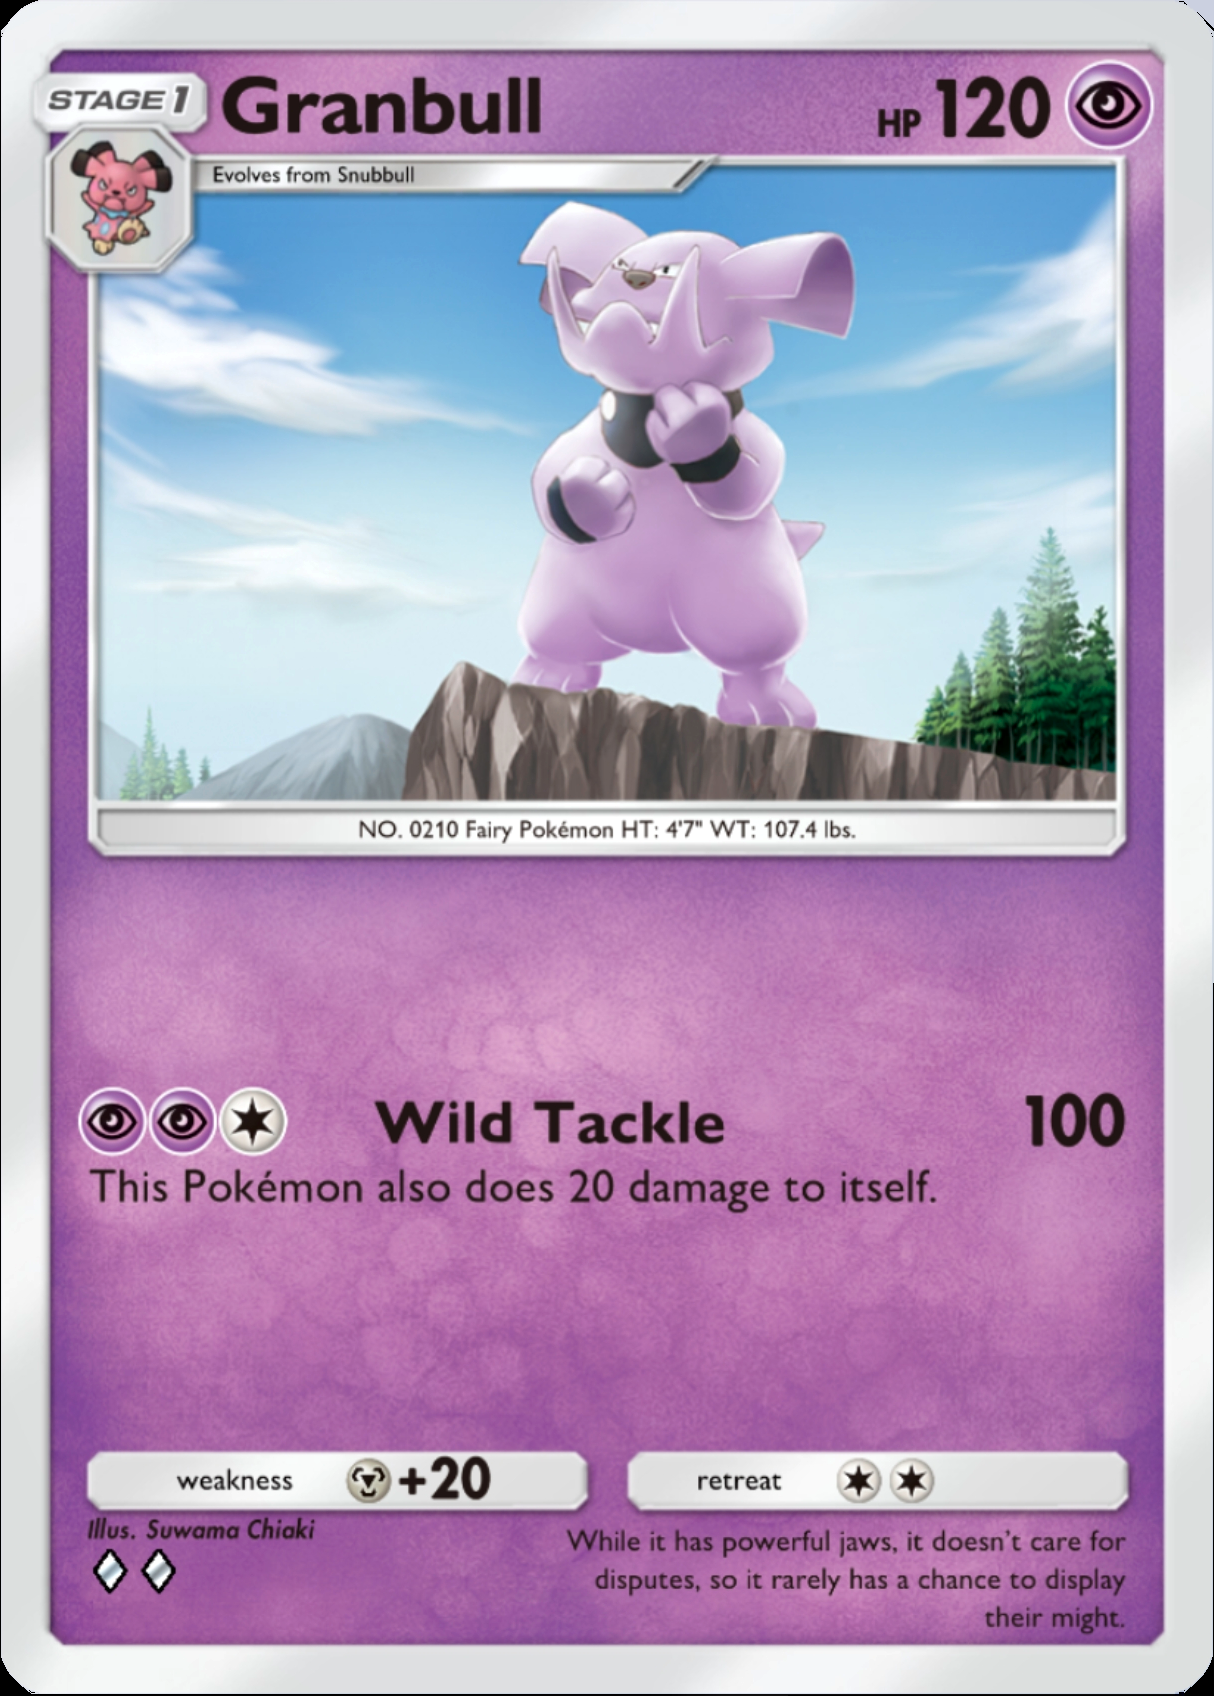 STAGE 1
Granbull
HP 120
Evolves from Snubbull
NO. 0210 Fairy Pokémon HT: 4'7" WT: 107.4 lbs.
Wild Tackle 100
This Pokémon also does 20 damage to itself.
weakness +20
retreat
Illus. Suwama Chiaki
While it has powerful jaws, it doesn't care for
disputes, so it rarely has a chance to display
their might.